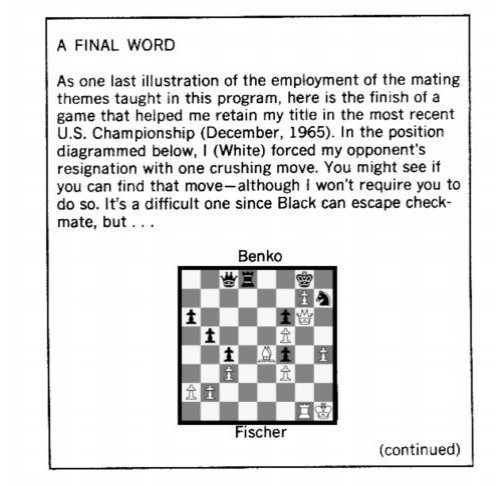 A FINAL WORD
As one last illustration of the employment of the mating
themes taught in this program, here is the finish of a
game that helped me retain my title in the most recent
U.S. Championship (December, 1965). In the position
diagrammed below, I (White) forced my opponent's
resignation with one crushing move. You might see if
you can find that move—although I won't require you to
do so. It's a difficult one since Black can escape check-
mate, but . . .
Benko
Fischer
(continued)